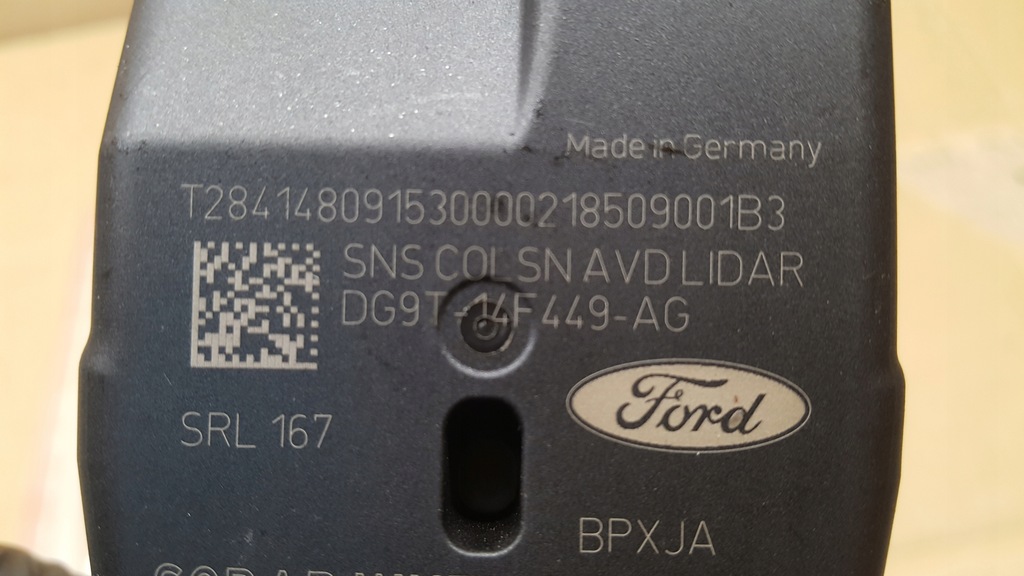 Made in Germany
T284148091530000218509001B3
SNS COLSN AVD LIDAR
DG9T-14F449-AG
Ford
SRL 167
BPXJA